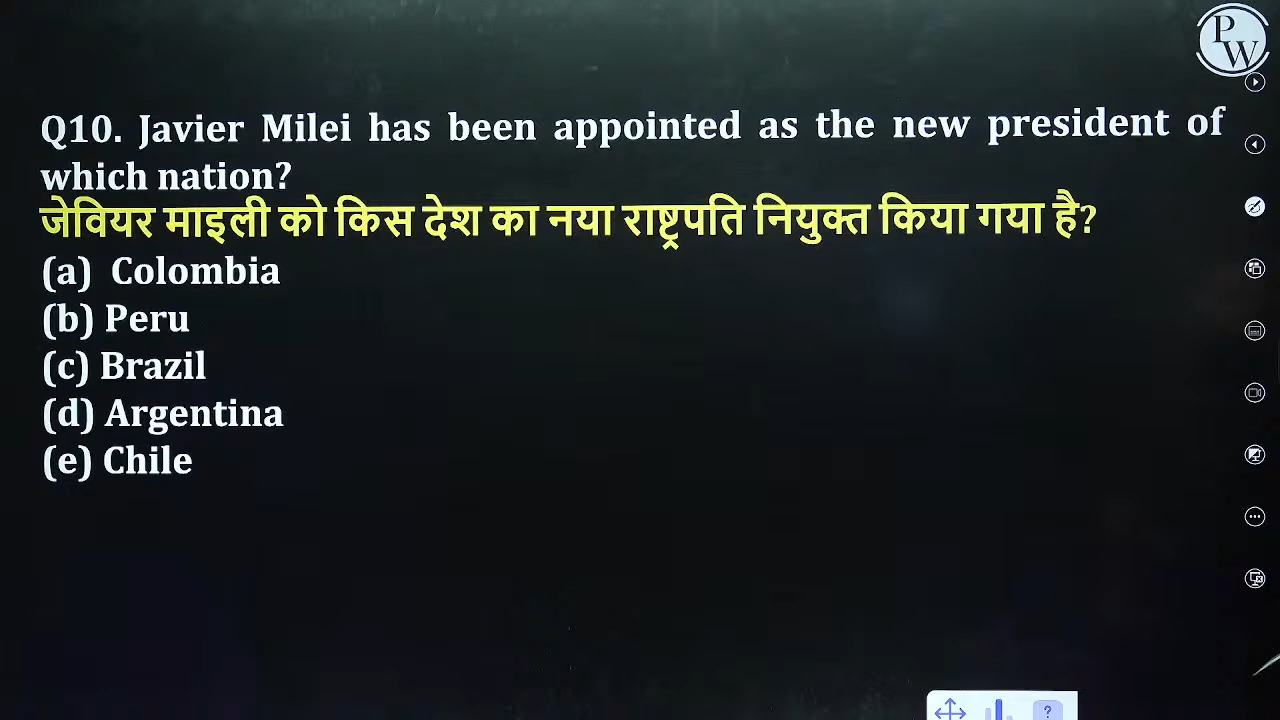 PW
Q10. Javier Milei has been appointed as the new president of
which nation?
जेवियर माइली को किस देश का नया राष्ट्रपति नियुक्त किया गया है?
(a) Colombia
(b) Peru
(c) Brazil
(d) Argentina
(e) Chile
?